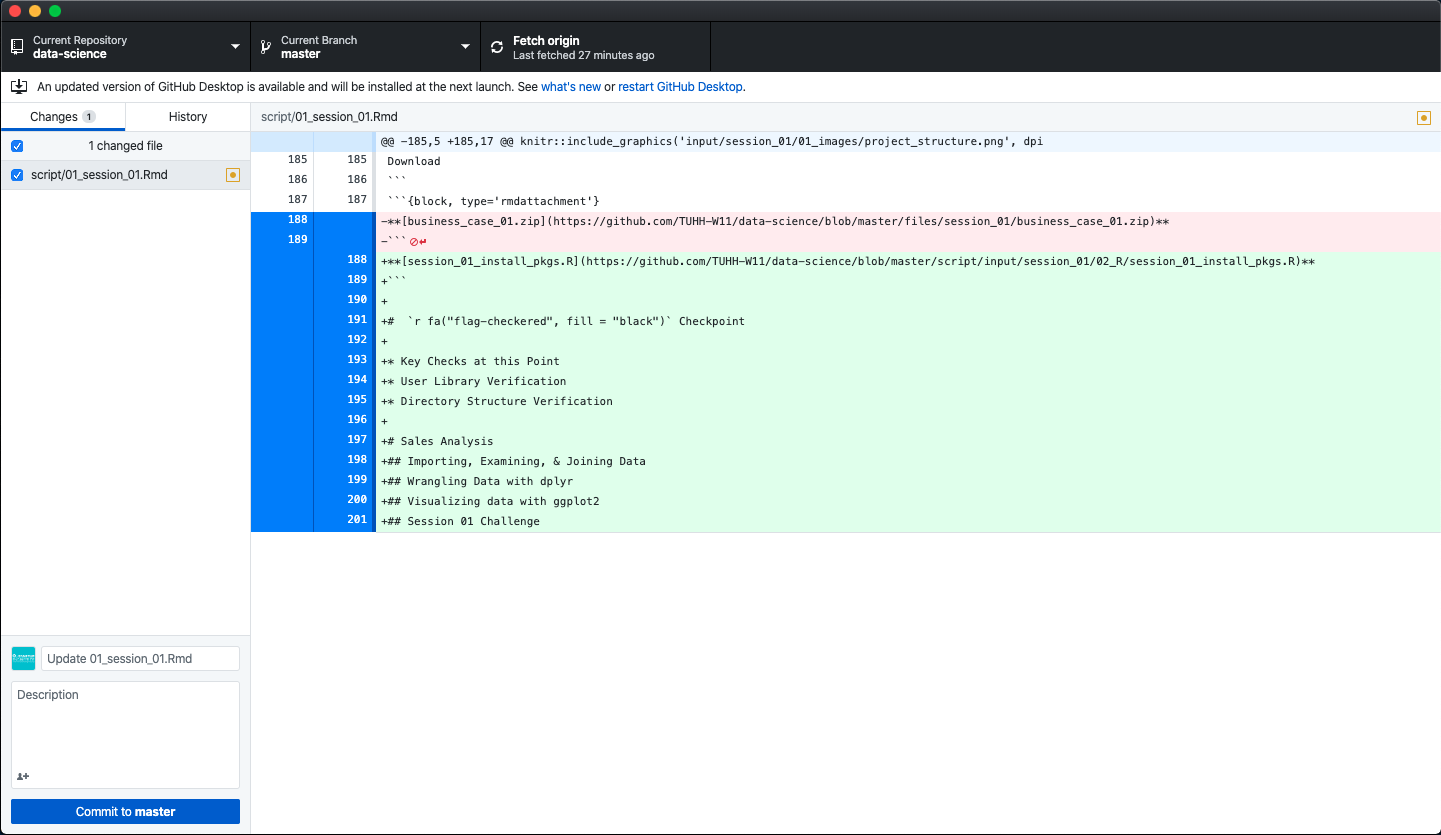 Current Repository
data-science
Current Branch
master
Fetch origin
Last fetched 27 minutes ago
An updated version of GitHub Desktop is available and will be installed at the next launch. See what's new or restart GitHub Desktop.
Changes 1
History
script/01_session_01.Rmd
1 changed file
script/01_session_01.Rmd
@@ -185,5 +185,17 @@ knitr::include_graphics('input/session_01/01_images/project_structure.png', dpi
185 185 Download
186 186 ```
187 187 ```{block, type='rmdattachment'}
188 -**[business_case_01.zip](https://github.com/TUHH-W11/data-science/blob/master/files/session_01/business_case_01.zip)**
189 -```
188 +**[session_01_install_pkgs.R](https://github.com/TUHH-W11/data-science/blob/master/script/input/session_01/02_R/session_01_install_pkgs.R)**
189 +```
190 +
191 +#  `r fa("flag-checkered", fill = "black")` Checkpoint
192 +
193 +* Key Checks at this Point
194 +* User Library Verification
195 +* Directory Structure Verification
196 +
197 +# Sales Analysis
198 +## Importing, Examining, & Joining Data
199 +## Wrangling Data with dplyr
200 +## Visualizing data with ggplot2
201 +## Session 01 Challenge
Update 01_session_01.Rmd
Description
Commit to master